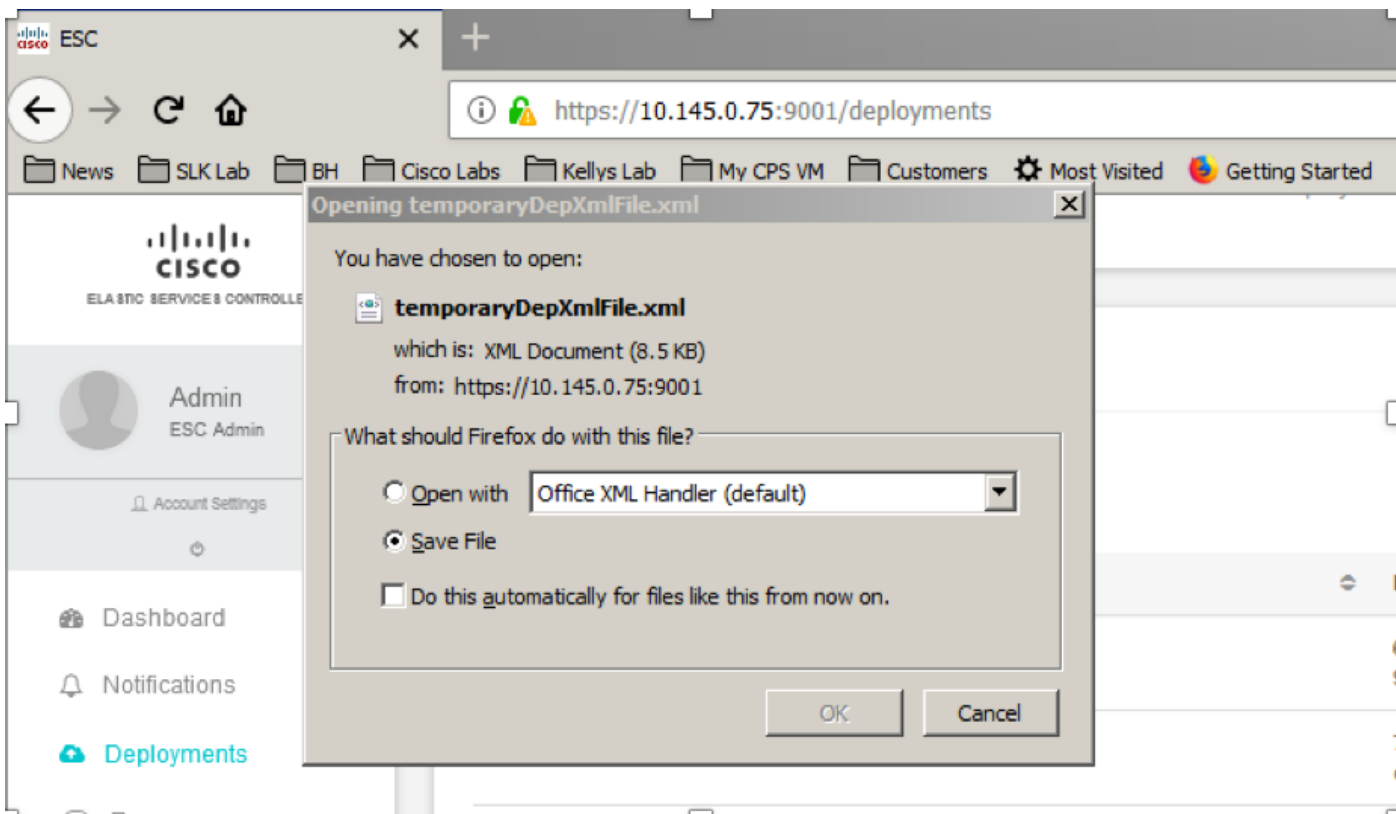 cisco ESC
https://10.145.0.75:9001/deployments
News SLK Lab BH Cisco Labs Kellys Lab My CPS VM Customers Most Visited Getting Started
Opening temporaryDepXmlFile.xml
CISCO
ELASTIC SERVICES CONTROLLE
You have chosen to open:
temporaryDepXmlFile.xml
which is: XML Document (8.5 KB)
from: https://10.145.0.75:9001
Admin
ESC Admin
Account Settings
What should Firefox do with this file?
Open with Office XML Handler (default)
Save File
Do this automatically for files like this from now on.
OK Cancel
Dashboard
Notifications
Deployments